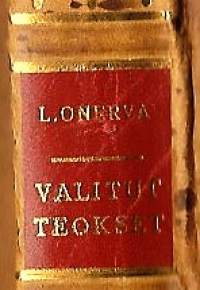 L. ONERVA
VALITUT
TEOKSET